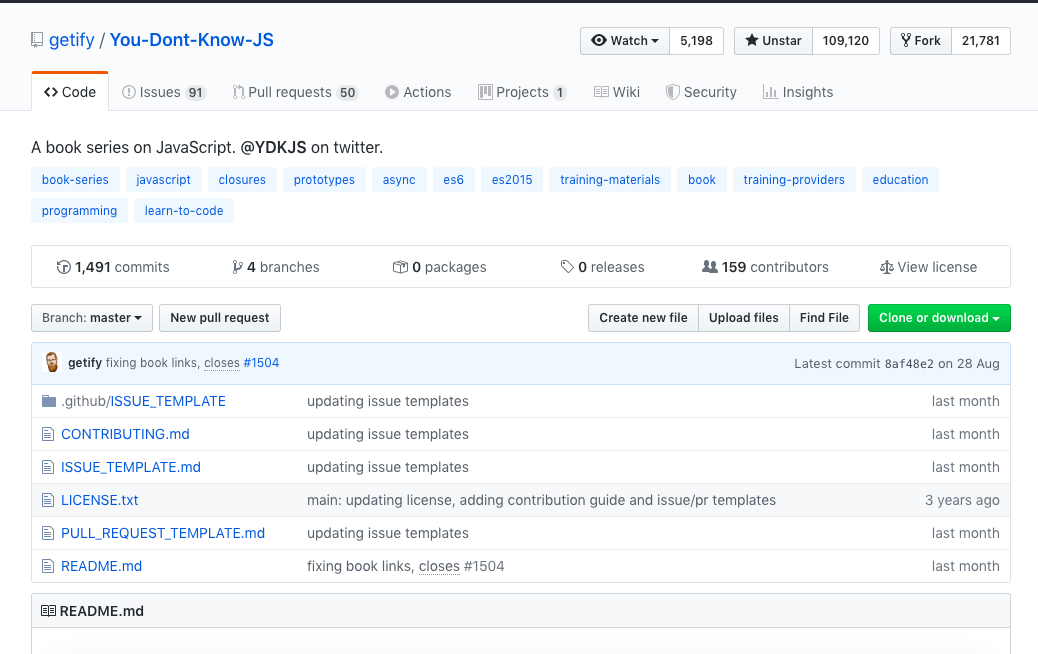 getify / You-Dont-Know-JS
Watch 5,198 Unstar 109,120 Fork 21,781
Code Issues 91 Pull requests 50 Actions Projects 1 Wiki Security Insights
A book series on JavaScript. @YDKJS on twitter.
book-series javascript closures prototypes async es6 es2015 training-materials book training-providers education
programming learn-to-code
1,491 commits 4 branches 0 packages 0 releases 159 contributors View license
Branch: master New pull request Create new file Upload files Find File Clone or download
getify fixing book links, closes #1504 Latest commit 8af48e2 on 28 Aug
.github/ISSUE_TEMPLATE updating issue templates last month
CONTRIBUTING.md updating issue templates last month
ISSUE_TEMPLATE.md updating issue templates last month
LICENSE.txt main: updating license, adding contribution guide and issue/pr templates 3 years ago
PULL_REQUEST_TEMPLATE.md updating issue templates last month
README.md fixing book links, closes #1504 last month
README.md